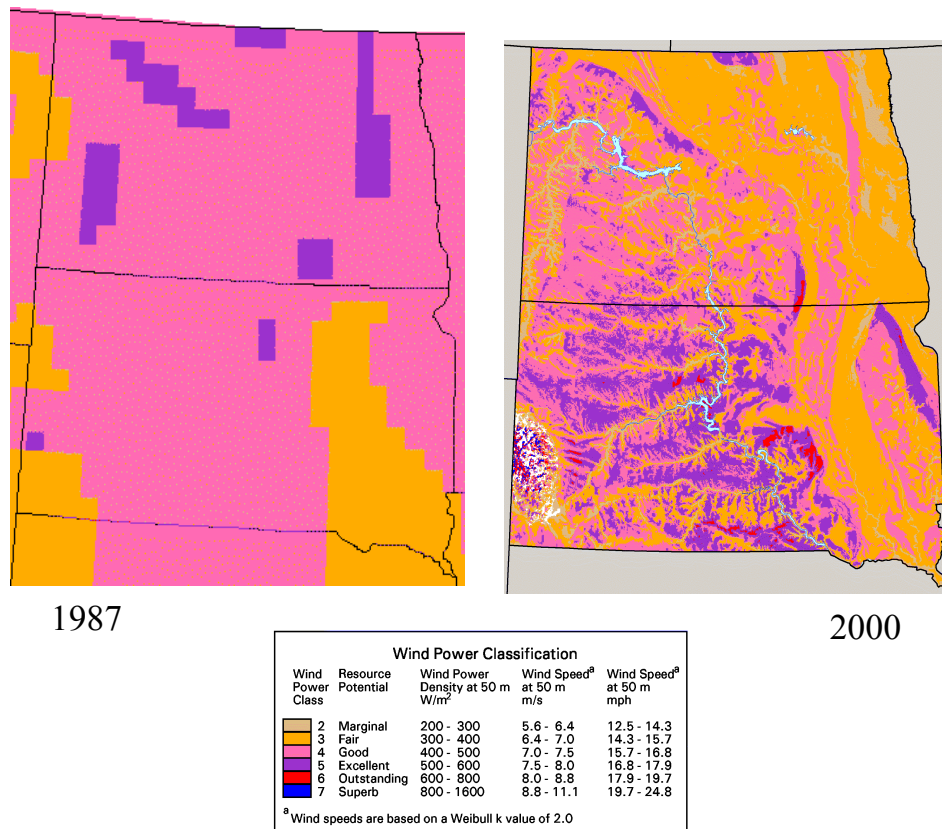 1987
2000
Wind Power Classification
Wind Power Class Resource Potential Wind Power Density at 50 m W/m² Wind Speedᵃ at 50 m m/s Wind Speedᵃ at 50 m mph
2 Marginal 200 - 300 5.6 - 6.4 12.5 - 14.3
3 Fair 300 - 400 6.4 - 7.0 14.3 - 15.7
4 Good 400 - 500 7.0 - 7.5 15.7 - 16.8
5 Excellent 500 - 600 7.5 - 8.0 16.8 - 17.9
6 Outstanding 600 - 800 8.0 - 8.8 17.9 - 19.7
7 Superb 800 - 1600 8.8 - 11.1 19.7 - 24.8
ᵃ Wind speeds are based on a Weibull k value of 2.0